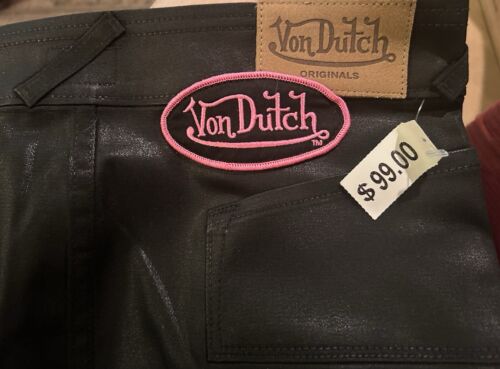 Von Dutch
ORIGINALS
Von Dutch
TM
$99.00